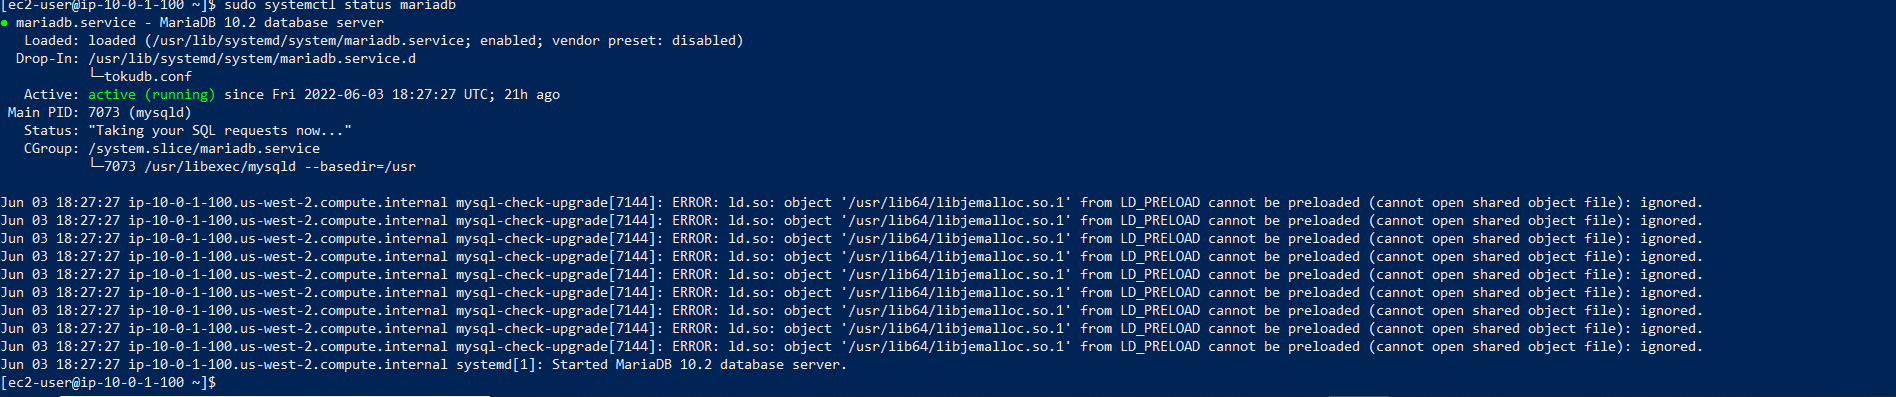 [ec2-user@ip-10-0-1-100 ~]$ sudo systemctl status mariadb
● mariadb.service - MariaDB 10.2 database server
   Loaded: loaded (/usr/lib/systemd/system/mariadb.service; enabled; vendor preset: disabled)
  Drop-In: /usr/lib/systemd/system/mariadb.service.d
           └─tokudb.conf
   Active: active (running) since Fri 2022-06-03 18:27:27 UTC; 21h ago
 Main PID: 7073 (mysqld)
   Status: "Taking your SQL requests now..."
   CGroup: /system.slice/mariadb.service
           └─7073 /usr/libexec/mysqld --basedir=/usr

Jun 03 18:27:27 ip-10-0-1-100.us-west-2.compute.internal mysql-check-upgrade[7144]: ERROR: ld.so: object '/usr/lib64/libjemalloc.so.1' from LD_PRELOAD cannot be preloaded (cannot open shared object file): ignored.
Jun 03 18:27:27 ip-10-0-1-100.us-west-2.compute.internal mysql-check-upgrade[7144]: ERROR: ld.so: object '/usr/lib64/libjemalloc.so.1' from LD_PRELOAD cannot be preloaded (cannot open shared object file): ignored.
Jun 03 18:27:27 ip-10-0-1-100.us-west-2.compute.internal mysql-check-upgrade[7144]: ERROR: ld.so: object '/usr/lib64/libjemalloc.so.1' from LD_PRELOAD cannot be preloaded (cannot open shared object file): ignored.
Jun 03 18:27:27 ip-10-0-1-100.us-west-2.compute.internal mysql-check-upgrade[7144]: ERROR: ld.so: object '/usr/lib64/libjemalloc.so.1' from LD_PRELOAD cannot be preloaded (cannot open shared object file): ignored.
Jun 03 18:27:27 ip-10-0-1-100.us-west-2.compute.internal mysql-check-upgrade[7144]: ERROR: ld.so: object '/usr/lib64/libjemalloc.so.1' from LD_PRELOAD cannot be preloaded (cannot open shared object file): ignored.
Jun 03 18:27:27 ip-10-0-1-100.us-west-2.compute.internal mysql-check-upgrade[7144]: ERROR: ld.so: object '/usr/lib64/libjemalloc.so.1' from LD_PRELOAD cannot be preloaded (cannot open shared object file): ignored.
Jun 03 18:27:27 ip-10-0-1-100.us-west-2.compute.internal mysql-check-upgrade[7144]: ERROR: ld.so: object '/usr/lib64/libjemalloc.so.1' from LD_PRELOAD cannot be preloaded (cannot open shared object file): ignored.
Jun 03 18:27:27 ip-10-0-1-100.us-west-2.compute.internal mysql-check-upgrade[7144]: ERROR: ld.so: object '/usr/lib64/libjemalloc.so.1' from LD_PRELOAD cannot be preloaded (cannot open shared object file): ignored.
Jun 03 18:27:27 ip-10-0-1-100.us-west-2.compute.internal mysql-check-upgrade[7144]: ERROR: ld.so: object '/usr/lib64/libjemalloc.so.1' from LD_PRELOAD cannot be preloaded (cannot open shared object file): ignored.
Jun 03 18:27:27 ip-10-0-1-100.us-west-2.compute.internal systemd[1]: Started MariaDB 10.2 database server.
[ec2-user@ip-10-0-1-100 ~]$